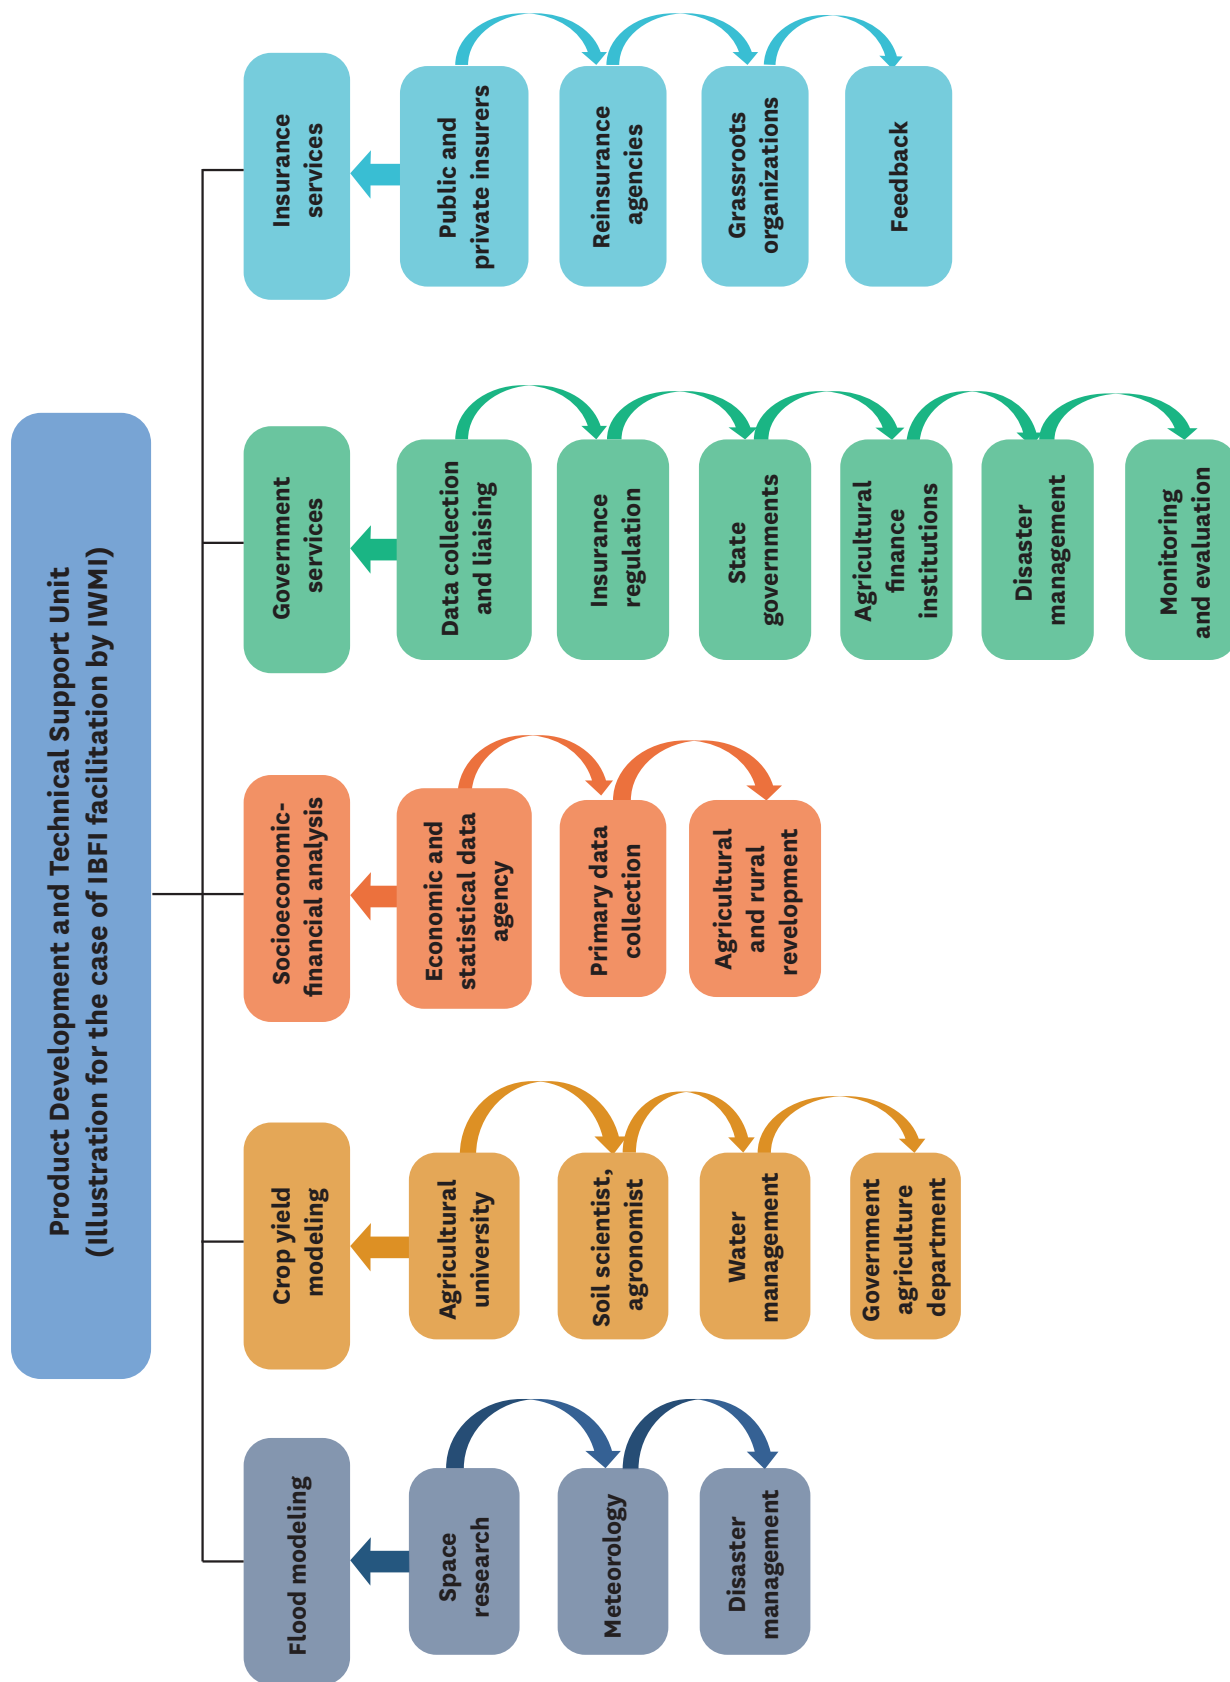 Product Development and Technical Support Unit
(Illustration for the case of IBFI facilitation by IWMI)
Flood modeling
Space
research
Meteorology
Disaster
management
Crop yield
modeling
Agricultural
university
Soil scientist,
agronomist
Water
management
Government
agriculture
department
Socioeconomic-
financial analysis
Economic and
statistical data
agency
Primary data
collection
Agricultural
and rural
revelopment
Government
services
Data collection
and liaising
Insurance
regulation
State
governments
Agricultural
finance
institutions
Disaster
management
Monitoring
and evaluation
Insurance
services
Public and
private insurers
Reinsurance
agencies
Grassroots
organizations
Feedback